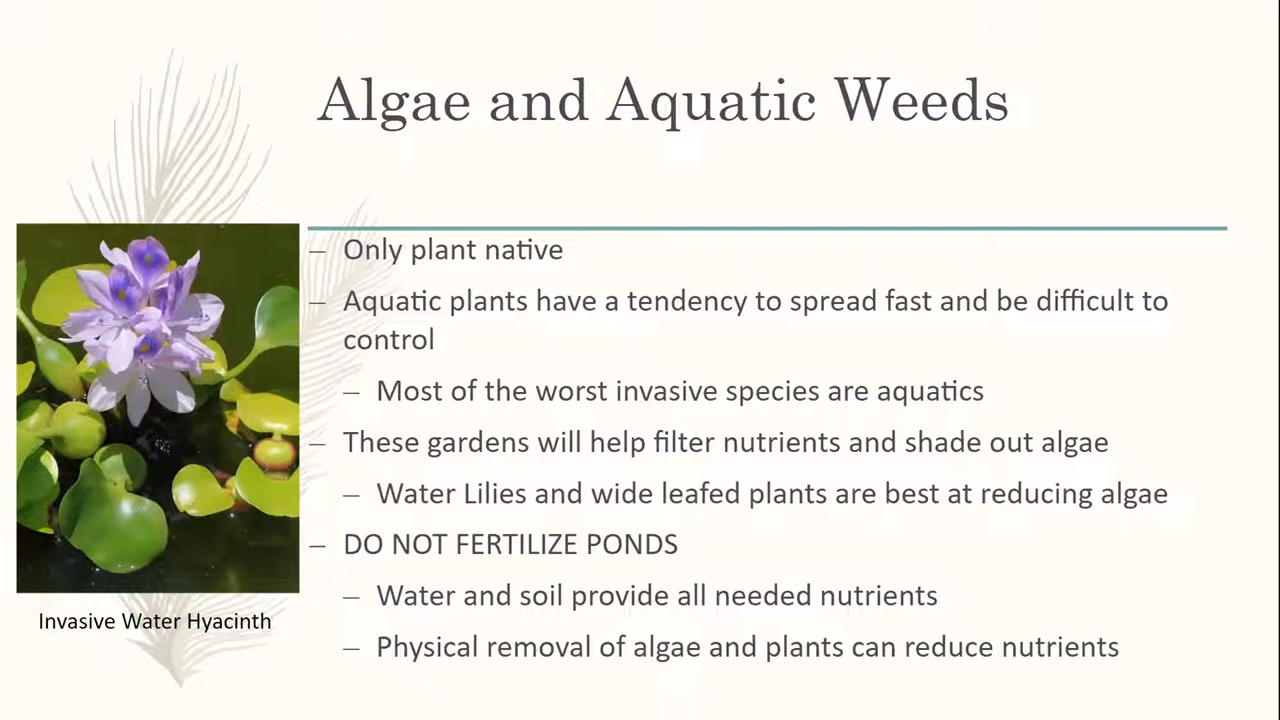 Algae and Aquatic Weeds
– Only plant native
– Aquatic plants have a tendency to spread fast and be difficult to
control
– Most of the worst invasive species are aquatics
– These gardens will help filter nutrients and shade out algae
– Water Lilies and wide leafed plants are best at reducing algae
– DO NOT FERTILIZE PONDS
– Water and soil provide all needed nutrients
– Physical removal of algae and plants can reduce nutrients
Invasive Water Hyacinth